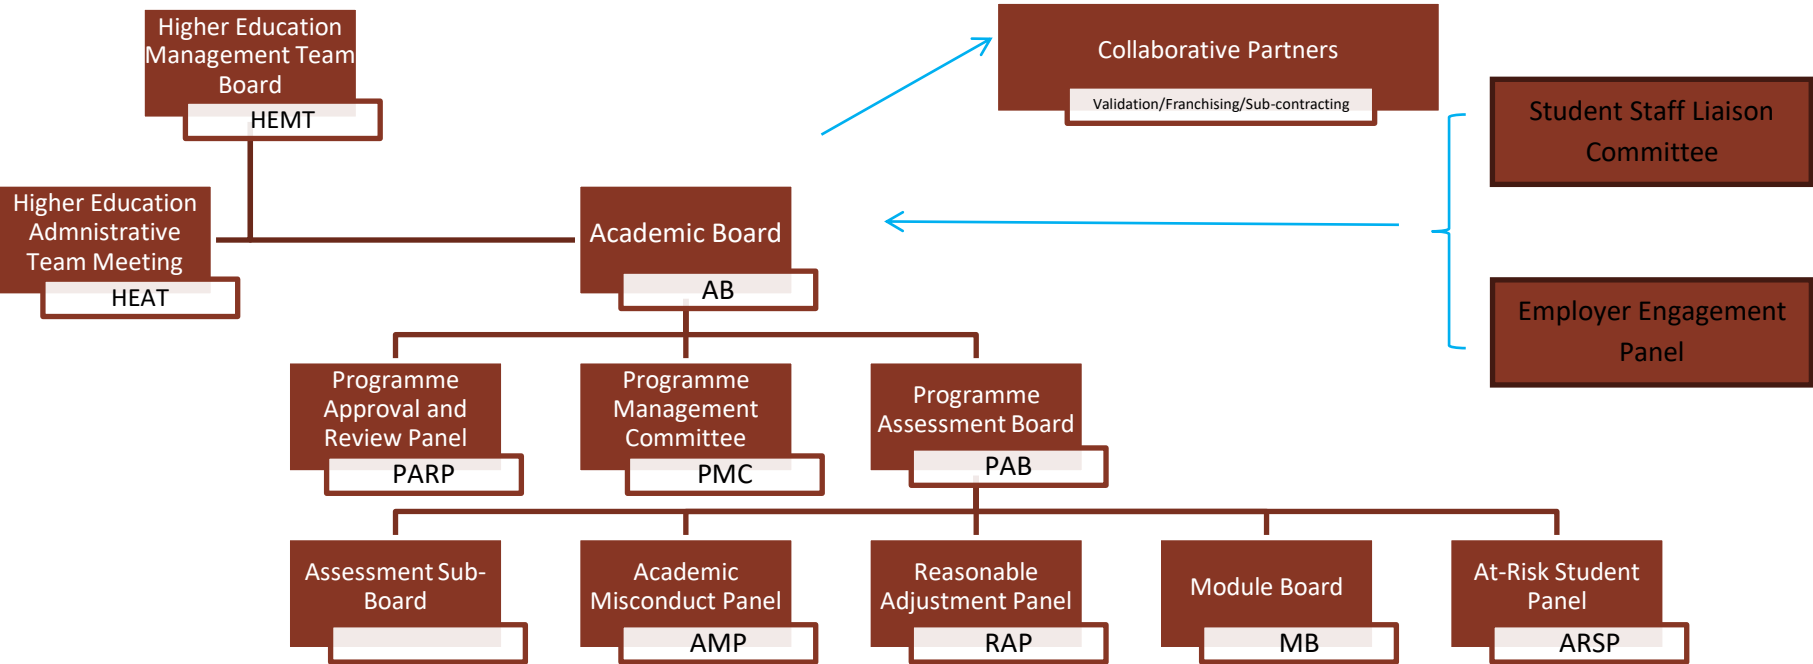 Higher Education
Management Team
Board
HEMT
Collaborative Partners
Validation/Franchising/Sub-contracting
Student Staff Liaison
Committee
Higher Education
Admnistrative
Team Meeting
HEAT
Academic Board
AB
Employer Engagement
Panel
Programme
Approval and
Review Panel
PARP
Programme
Management
Committee
PMC
Programme
Assessment Board
PAB
Assessment Sub-
Board
Academic
Misconduct Panel
AMP
Reasonable
Adjustment Panel
RAP
Module Board
MB
At-Risk Student
Panel
ARSP